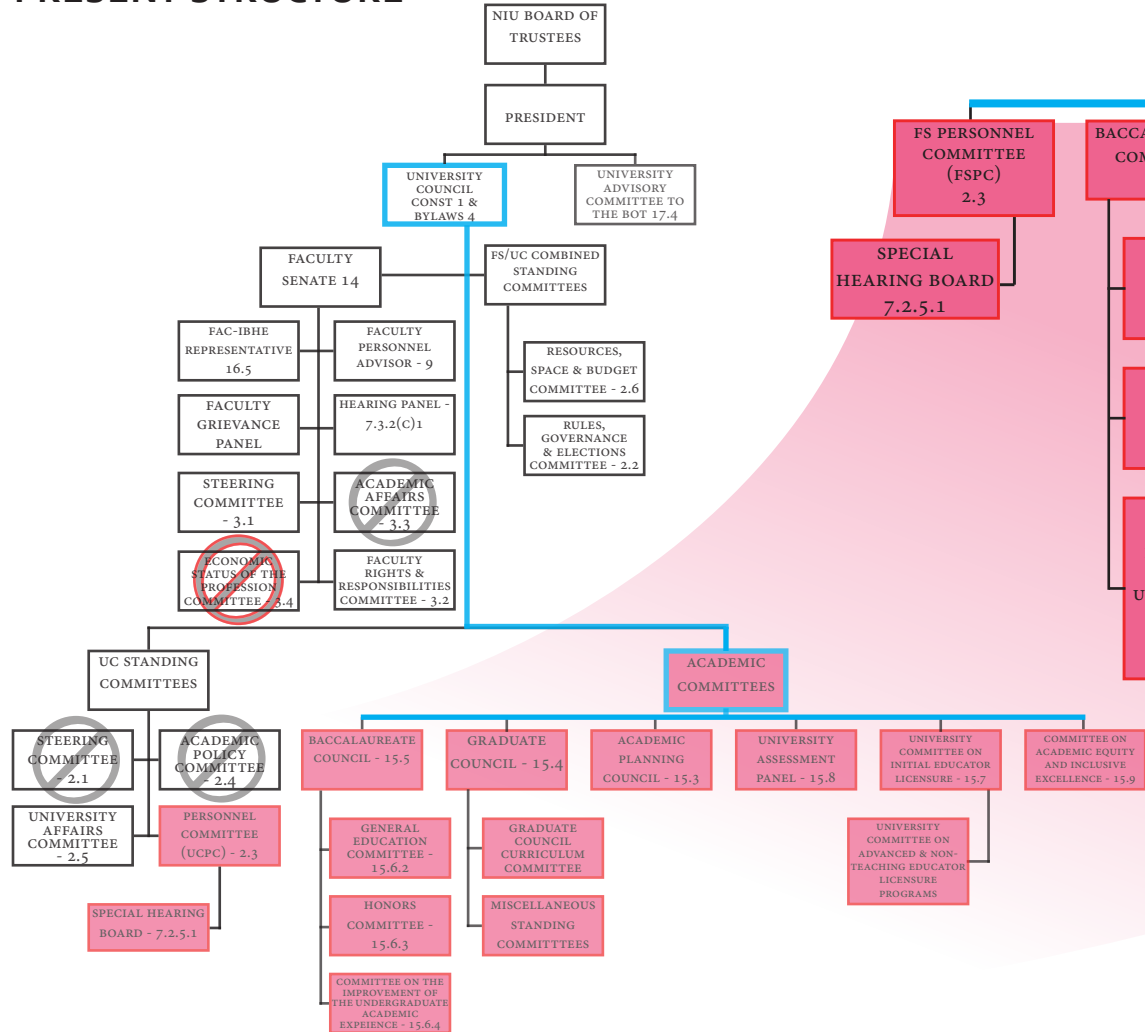 PRESENT STRUCTURE
NIU BOARD OF
TRUSTEES
PRESIDENT
UNIVERSITY
COUNCIL
CONST 1 &
BYLAWS 4
UNIVERSITY
ADVISORY
COMMITTEE TO
THE BOT 17.4
FACULTY
SENATE 14
FS/UC COMBINED
STANDING
COMMITTEES
FAC-IBHE
REPRESENTATIVE
16.5
FACULTY
PERSONNEL
ADVISOR - 9
FACULTY
GRIEVANCE
PANEL
HEARING PANEL -
7.3.2(C)1
STEERING
COMMITTEE
- 3.1
ACADEMIC
AFFAIRS
COMMITTEE
- 3.3
ECONOMIC
STATUS OF THE
PROFESSION
COMMITTEE - 3.4
FACULTY
RIGHTS &
RESPONSIBILITIES
COMMITTEE - 3.2
RESOURCES,
SPACE & BUDGET
COMMITTEE - 2.6
RULES,
GOVERNANCE
& ELECTIONS
COMMITTEE - 2.2
UC STANDING
COMMITTEES
STEERING
COMMITTEE
- 2.1
ACADEMIC
POLICY
COMMITTEE
- 2.4
UNIVERSITY
AFFAIRS
COMMITTEE
- 2.5
PERSONNEL
COMMITTEE
(UCPC) - 2.3
SPECIAL HEARING
BOARD - 7.2.5.1
ACADEMIC
COMMITTEES
BACCALAUREATE
COUNCIL - 15.5
GRADUATE
COUNCIL - 15.4
ACADEMIC
PLANNING
COUNCIL - 15.3
UNIVERSITY
ASSESSMENT
PANEL - 15.8
UNIVERSITY
COMMITTEE ON
INITIAL EDUCATOR
LICENSURE - 15.7
COMMITTEE ON
ACADEMIC EQUITY
AND INCLUSIVE
EXCELLENCE - 15.9
GENERAL
EDUCATION
COMMITTEE -
15.6.2
HONORS
COMMITTEE -
15.6.3
COMMITTEE ON THE
IMPROVEMENT OF
THE UNDERGRADUATE
ACADEMIC
EXPEIENCE - 15.6.4
GRADUATE
COUNCIL
CURRICULUM
COMMITTEE
MISCELLANEOUS
STANDING
COMMITTTEES
UNIVERSITY
COMMITTEE ON
ADVANCED & NON-
TEACHING EDUCATOR
LICENSURE
PROGRAMS
FS PERSONNEL
COMMITTEE
(FSPC)
2.3
SPECIAL
HEARING BOARD
7.2.5.1
BACCA
COM
U